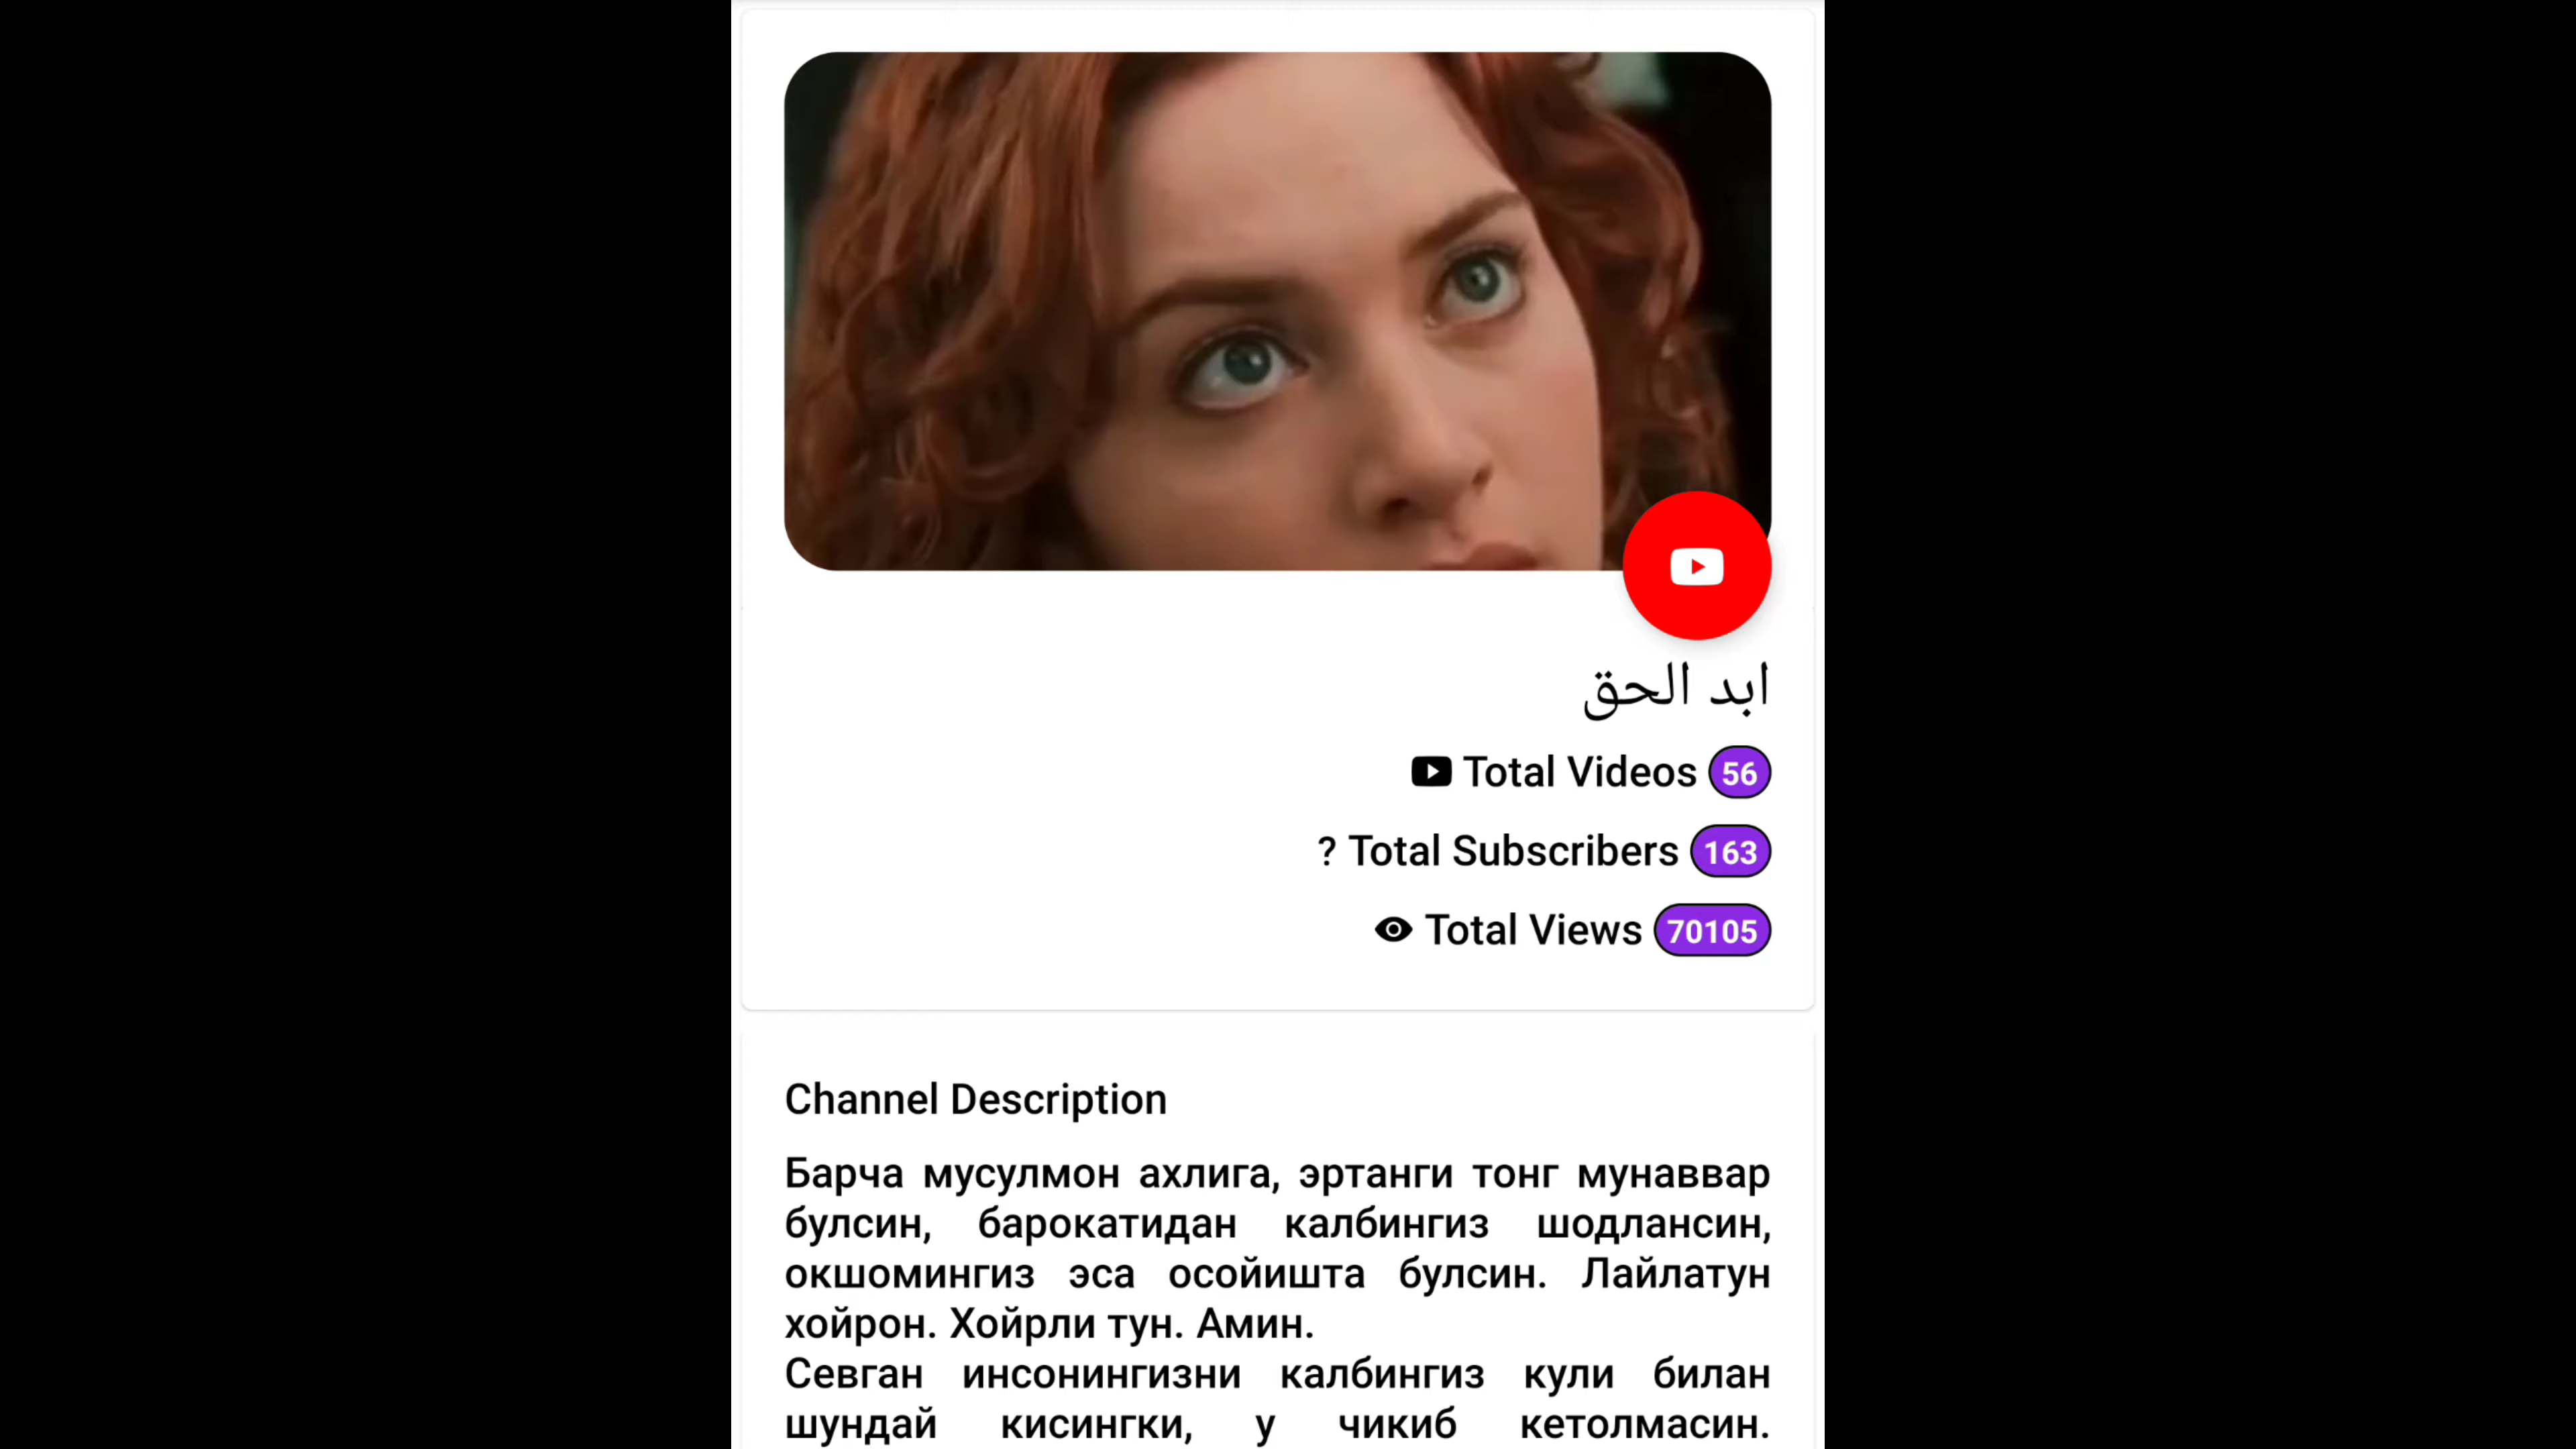 ابد الحق
Total Videos 56
? Total Subscribers 163
Total Views 70105
Channel Description
Барча мусулмон ахлига, эртанги тонг мунаввар
булсин, барокатидан калбингиз шодлансин,
окшомингиз эса осойишта булсин. Лайлатун
хойрон. Хойрли тун. Амин.
Севган инсонингизни калбингиз кули билан
шундай кисингки, у чикиб кетолмасин.